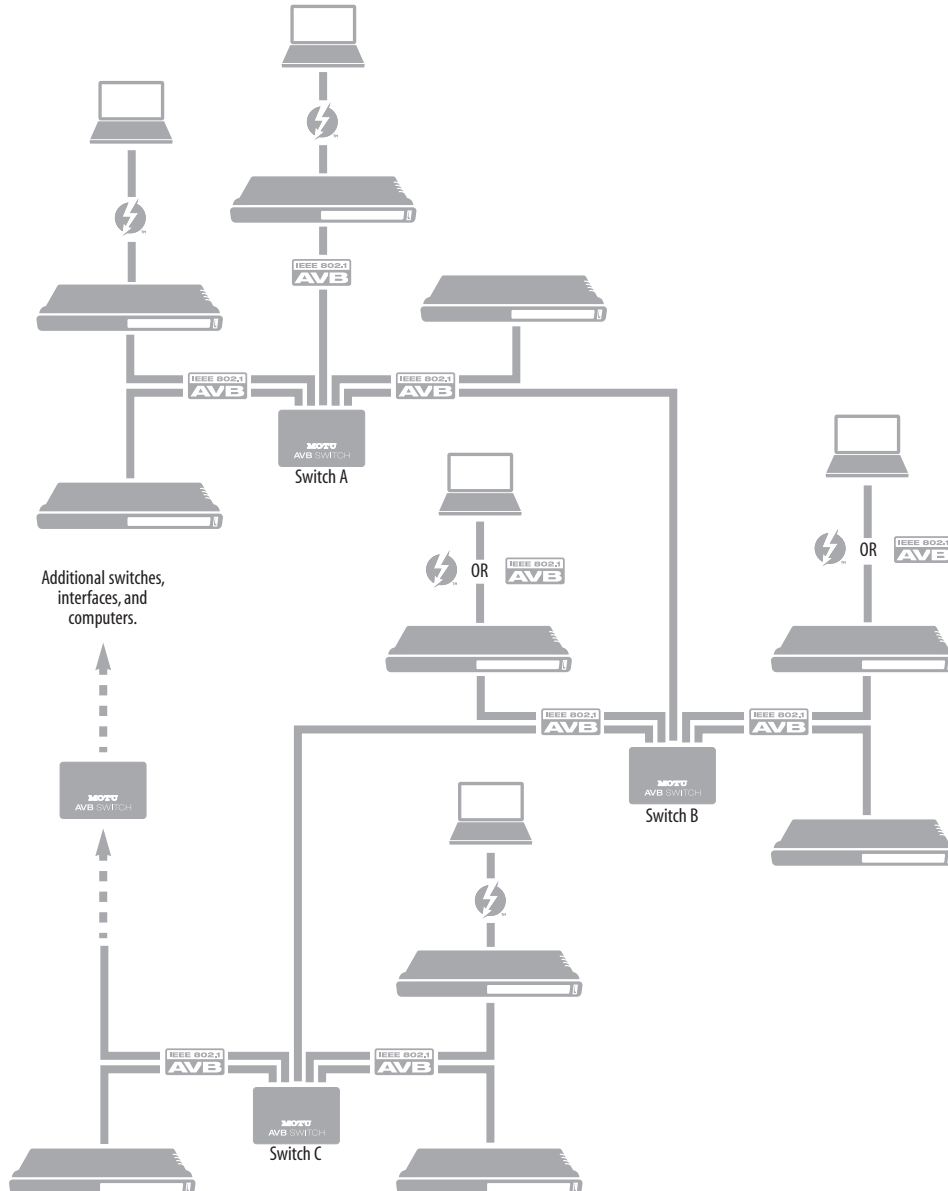 IEEE 802.1
AVB
IEEE 802.1
AVB
IEEE 802.1
AVB
MOTU
AVB SWITCH
Switch A
OR
IEEE 802.1
AVB
OR
IEEE 802.1
AVB
Additional switches,
interfaces, and
computers.
IEEE 802.1
AVB
IEEE 802.1
AVB
MOTU
AVB SWITCH
Switch B
MOTU
AVB SWITCH
IEEE 802.1
AVB
IEEE 802.1
AVB
MOTU
AVB SWITCH
Switch C